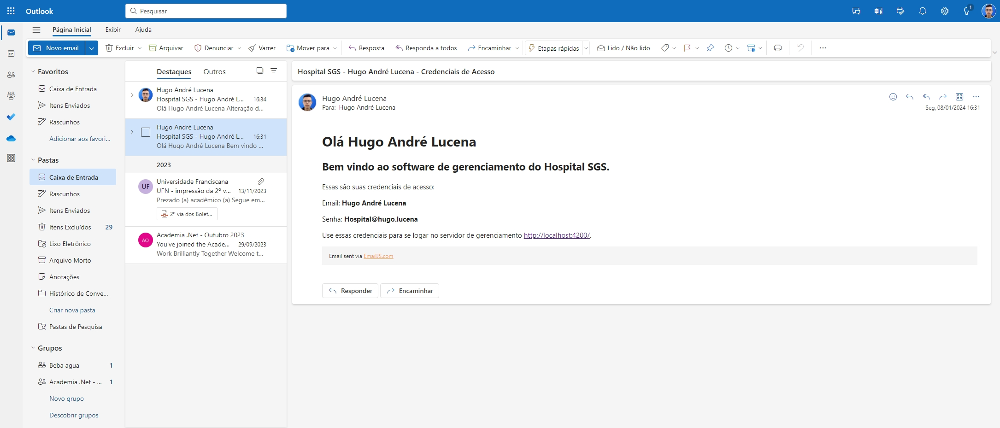 Outlook
Pesquisar
1
Página Inicial
Exibir
Ajuda
Novo email
Excluir
Arquivar
Denunciar
Varrer
Mover para
Resposta
Responda a todos
Encaminhar
Etapas rápidas
Lido / Não lido
Favoritos
Caixa de Entrada
Itens Enviados
Rascunhos
Adicionar aos favori...
Pastas
Caixa de Entrada
Rascunhos
Itens Enviados
Itens Excluídos 29
Lixo Eletrônico
Arquivo Morto
Anotações
Histórico de Conve...
Criar nova pasta
Pastas de Pesquisa
Grupos
Beba agua 1
Academia .Net - ... 1
Novo grupo
Descobrir grupos
Destaques Outros
Hugo André Lucena
Hospital SGS - Hugo André L... 16:34
Olá Hugo André Lucena Alteração d...
Hugo André Lucena
Hospital SGS - Hugo André L... 16:31
Olá Hugo André Lucena Bem vindo ...
2023
UF
Universidade Franciscana
UFN - impressão da 2º v... 13/11/2023
Prezado (a) acadêmico (a) Segue em...
2º via dos Bolet...
AO
Academia .Net - Outubro 2023
You've joined the Acade... 29/09/2023
Work Brilliantly Together Welcome t...
Hospital SGS - Hugo André Lucena - Credenciais de Acesso
Hugo André Lucena
Para: Hugo André Lucena
Seg, 08/01/2024 16:31
Olá Hugo André Lucena
Bem vindo ao software de gerenciamento do Hospital SGS.
Essas são suas credenciais de acesso:
Email: Hugo André Lucena
Senha: Hospital@hugo.lucena
Use essas credenciais para se logar no servidor de gerenciamento http://localhost:4200/.
Email sent via EmailJS.com
Responder
Encaminhar